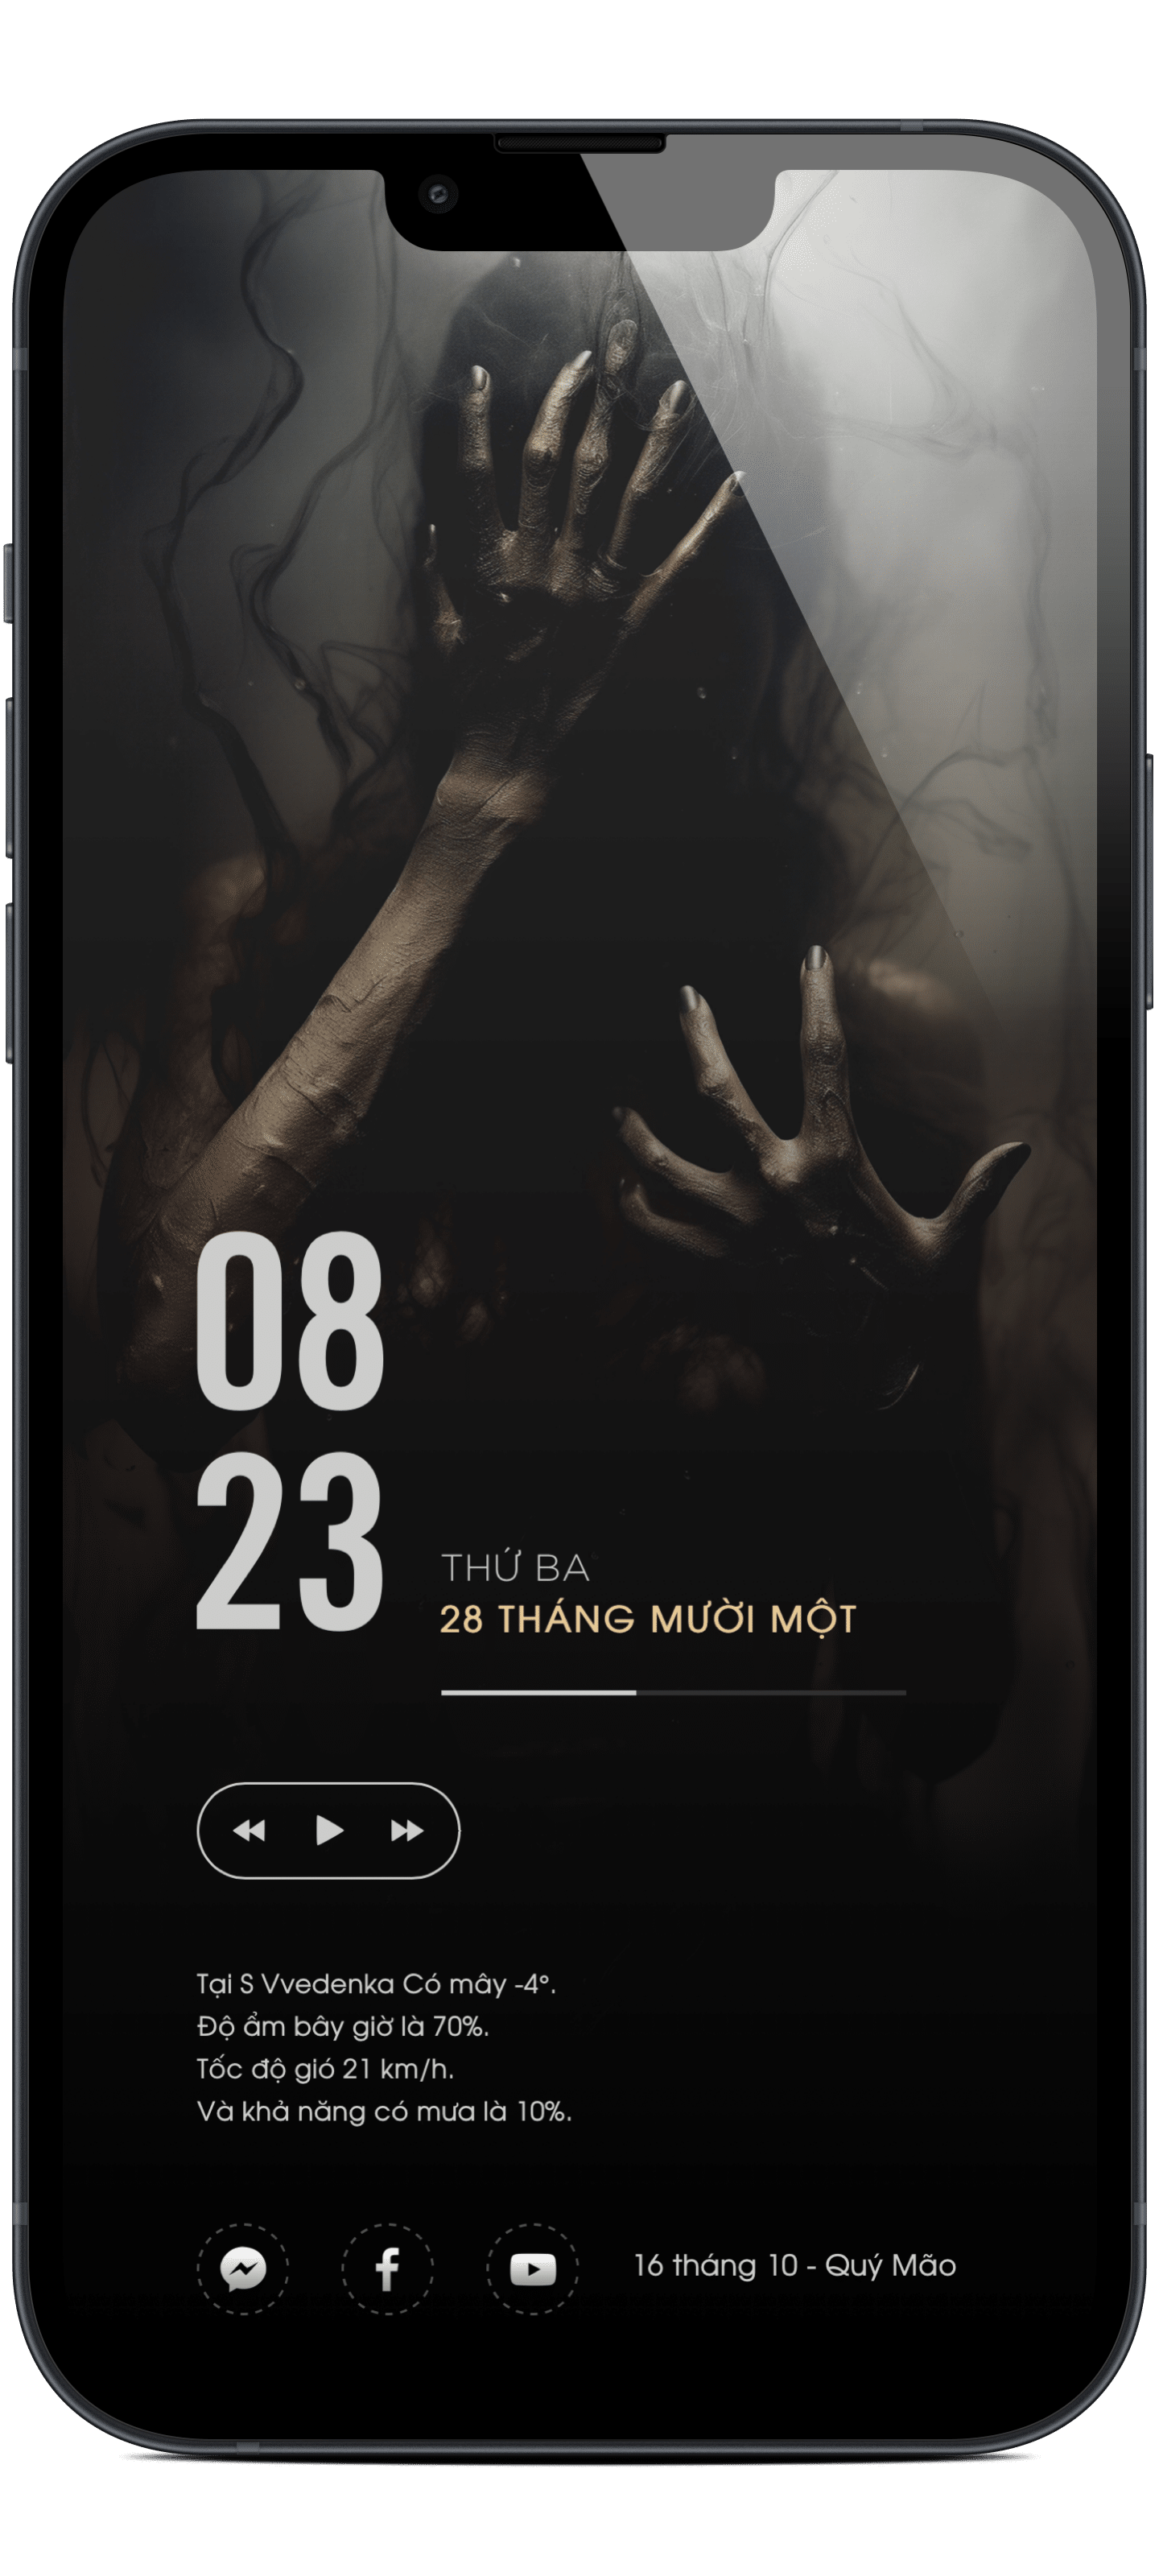 08
23
THỨ BA
28 THÁNG MƯỜI MỘT
Tại S Vvedenka Có mây -4°.
Độ ẩm bây giờ là 70%.
Tốc độ gió 21 km/h.
Và khả năng có mưa là 10%.
16 tháng 10 - Quý Mão